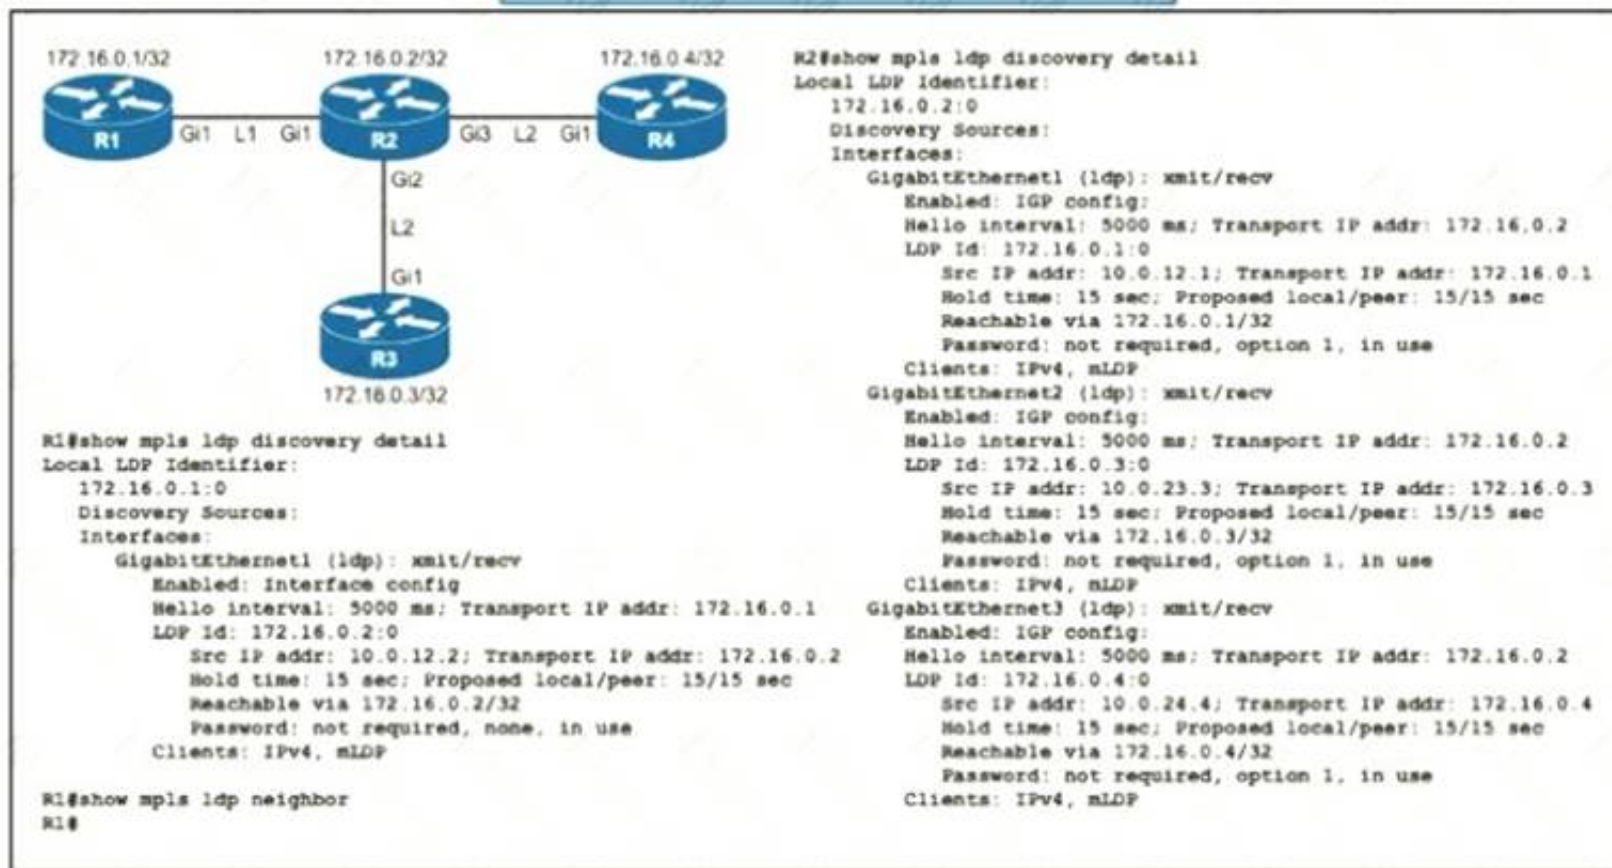 172.16.0.1/32
172.16.0.2/32
172.16.0.4/32
R1
Gi1
L1
Gi1
R2
Gi3
L2
Gi1
R4
Gi2
L2
Gi1
R3
172.16.0.3/32
R1#show mpls ldp discovery detail
Local LDP Identifier:
172.16.0.1:0
Discovery Sources:
Interfaces:
GigabitEthernet1 (ldp): xmit/recv
Enabled: Interface config
Hello interval: 5000 ms; Transport IP addr: 172.16.0.1
LDP Id: 172.16.0.2:0
Src IP addr: 10.0.12.2; Transport IP addr: 172.16.0.2
Hold time: 15 sec; Proposed local/peer: 15/15 sec
Reachable via 172.16.0.2/32
Password: not required, none, in use
Clients: IPv4, mLDP
R1#show mpls ldp neighbor
R1#
R2#show mpls ldp discovery detail
Local LDP Identifier:
172.16.0.2:0
Discovery Sources:
Interfaces:
GigabitEthernet1 (ldp): xmit/recv
Enabled: IGP config;
Hello interval: 5000 ms; Transport IP addr: 172.16.0.2
LDP Id: 172.16.0.1:0
Src IP addr: 10.0.12.1; Transport IP addr: 172.16.0.1
Hold time: 15 sec; Proposed local/peer: 15/15 sec
Reachable via 172.16.0.1/32
Password: not required, option 1, in use
Clients: IPv4, mLDP
GigabitEthernet2 (ldp): xmit/recv
Enabled: IGP config;
Hello interval: 5000 ms; Transport IP addr: 172.16.0.2
LDP Id: 172.16.0.3:0
Src IP addr: 10.0.23.3; Transport IP addr: 172.16.0.3
Hold time: 15 sec; Proposed local/peer: 15/15 sec
Reachable via 172.16.0.3/32
Password: not required, option 1, in use
Clients: IPv4, mLDP
GigabitEthernet3 (ldp): xmit/recv
Enabled: IGP config;
Hello interval: 5000 ms; Transport IP addr: 172.16.0.2
LDP Id: 172.16.0.4:0
Src IP addr: 10.0.24.4; Transport IP addr: 172.16.0.4
Hold time: 15 sec; Proposed local/peer: 15/15 sec
Reachable via 172.16.0.4/32
Password: not required, option 1, in use
Clients: IPv4, mLDP